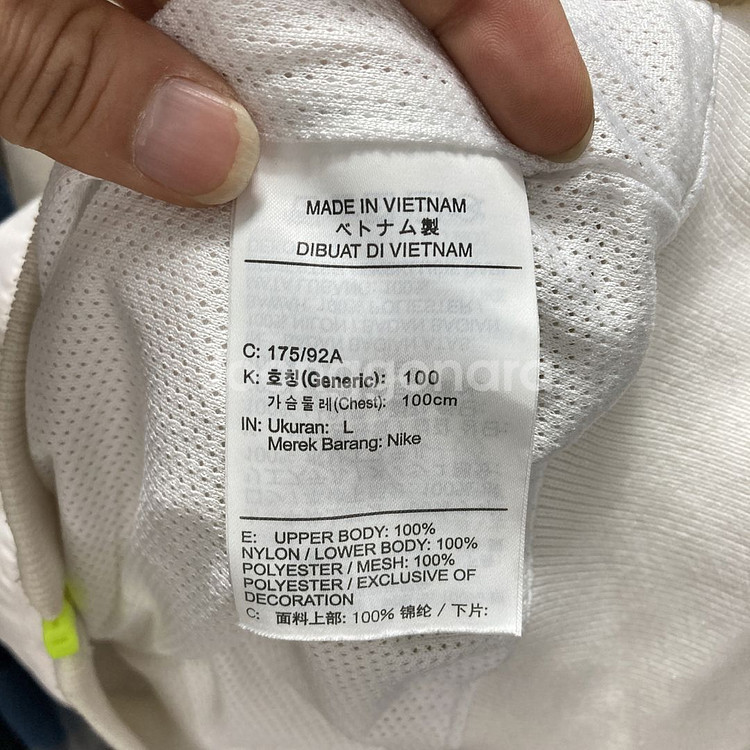 MADE IN VIETNAM
ベトナム製
DIBUAT DI VIETNAM
C: 175/92A
K: 호칭(Generic): 100
가슴둘레(Chest): 100cm
IN: Ukuran: L
Merek Barang: Nike
E: UPPER BODY: 100%
NYLON / LOWER BODY: 100%
POLYESTER / MESH: 100%
POLYESTER / EXCLUSIVE OF
DECORATION
C: 面料上部: 100% 锦纶 / 下片: